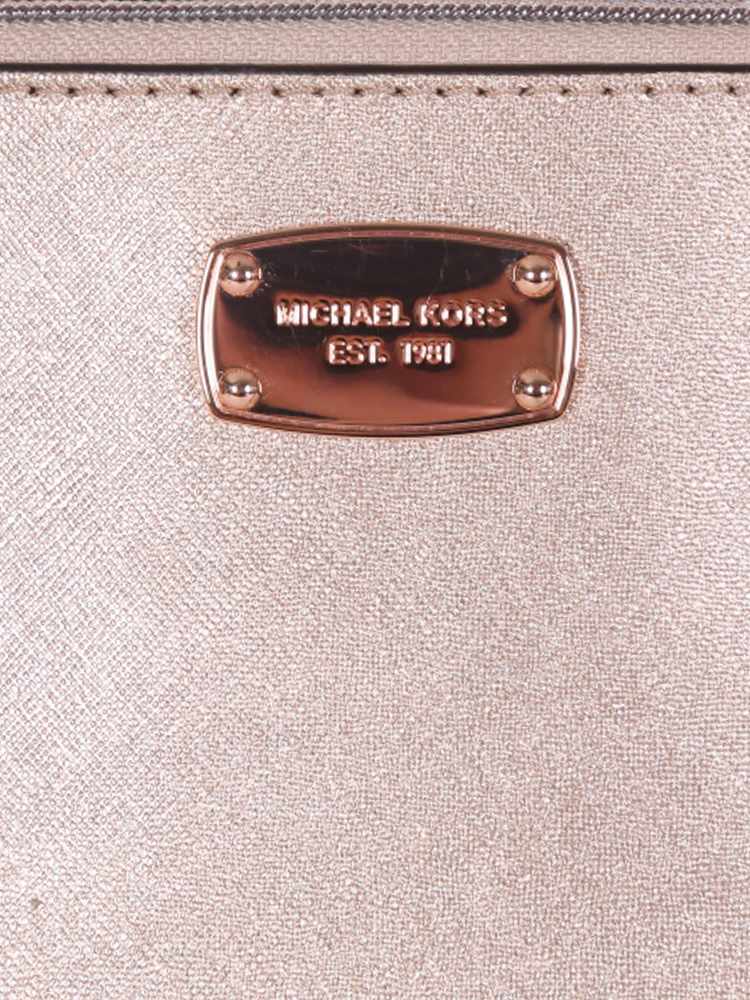 MICHAEL KORS
EST. 1981